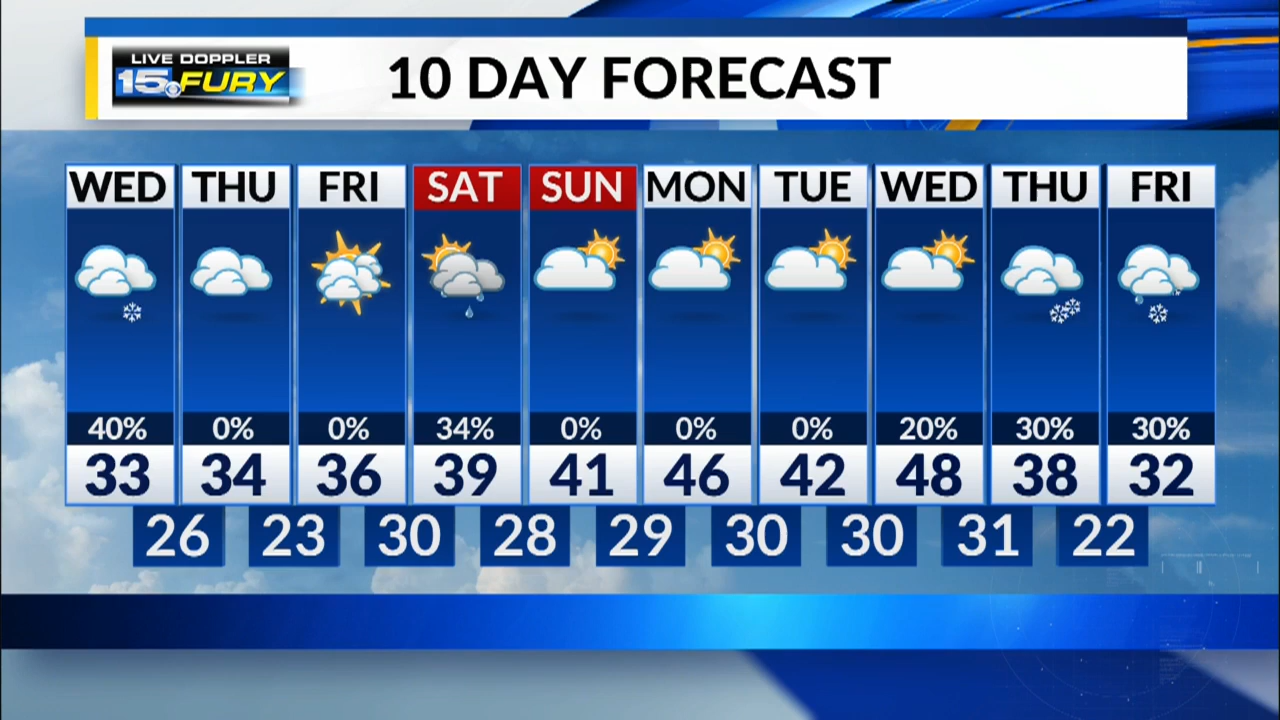 LIVE DOPPLER
15 FURY
10 DAY FORECAST
WED THU FRI SAT SUN MON TUE WED THU FRI
40% 0% 0% 34% 0% 0% 0% 20% 30% 30%
33 34 36 39 41 46 42 48 38 32
26 23 30 28 29 30 30 31 22